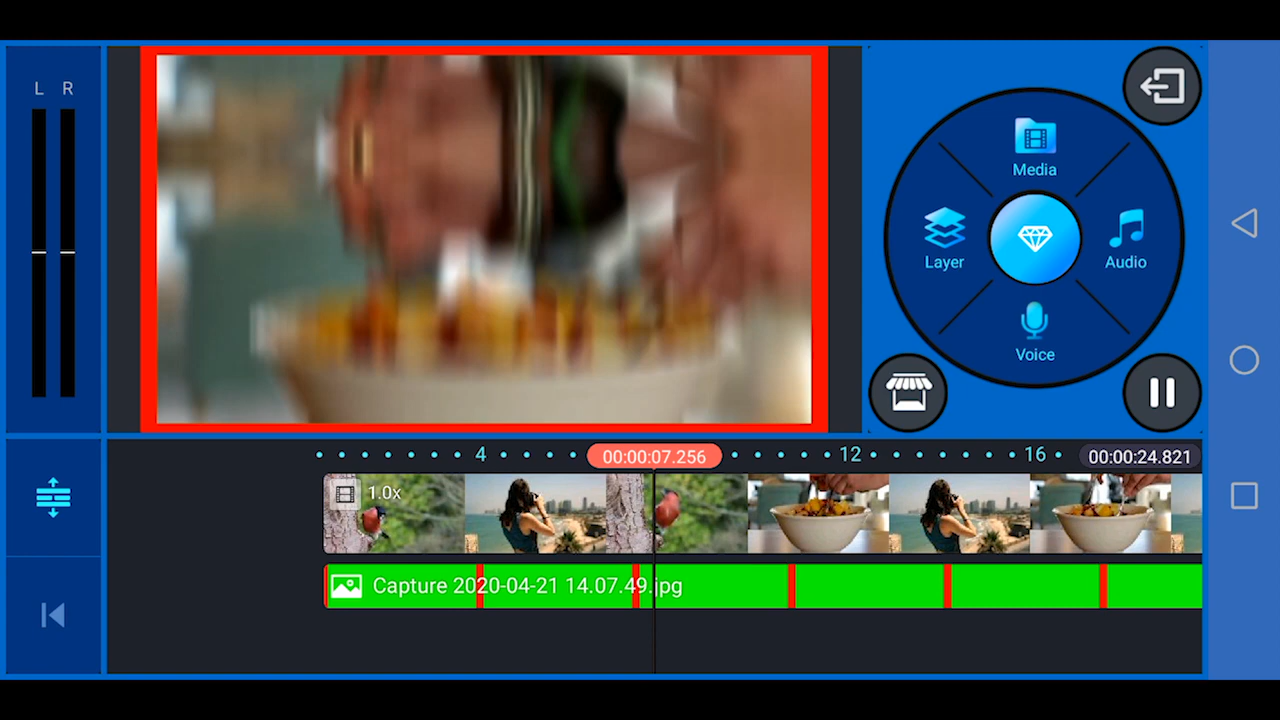 L R
Media
Layer
Audio
Voice
4
00:00:07.256
12
16
00:00:24.821
1.0x
Capture 2020-04-21 14.07.49.jpg